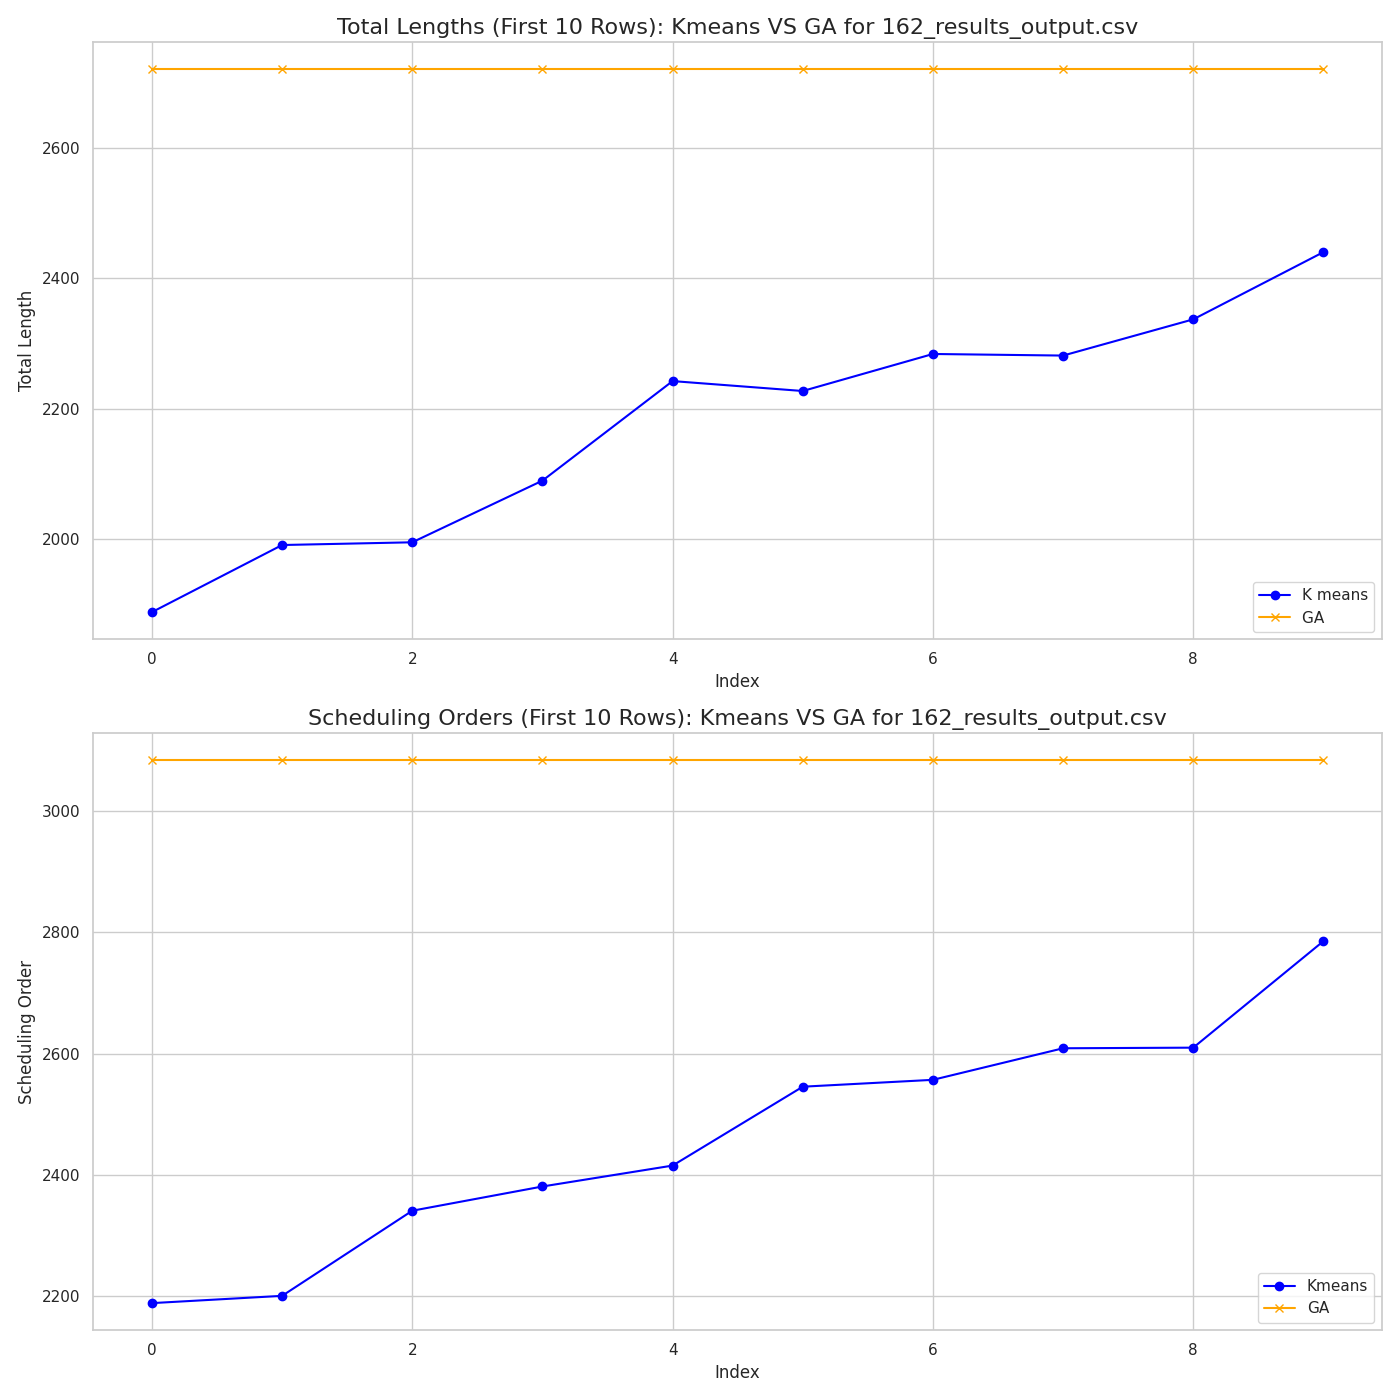 Total Lengths (First 10 Rows): Kmeans VS GA for 162_results_output.csv
2600
2400
2200
2000
Total Length
K means
GA
0 2 4 6 8
Index
Scheduling Orders (First 10 Rows): Kmeans VS GA for 162_results_output.csv
3000
2800
2600
2400
2200
Scheduling Order
Kmeans
GA
0 2 4 6 8
Index